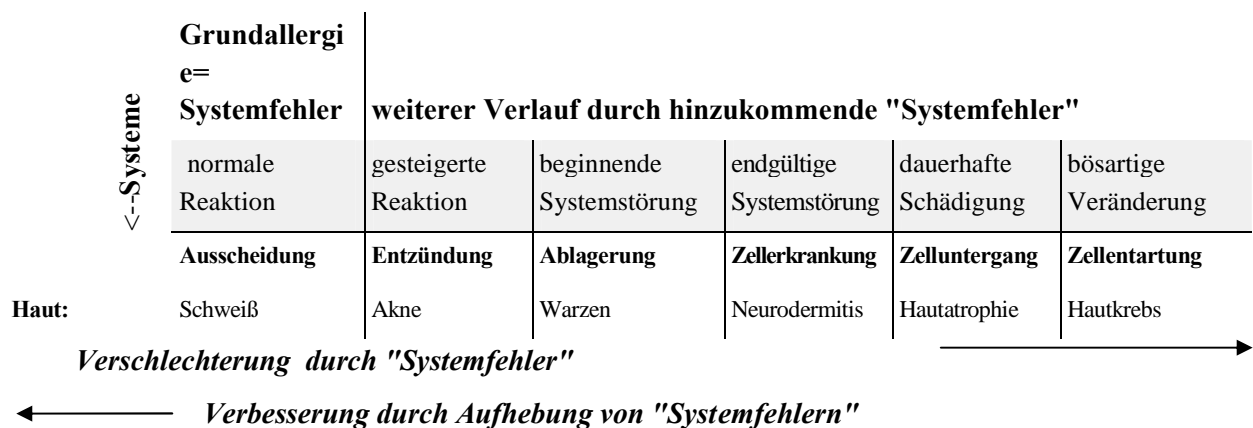 Grundallergi
e=
Systemfehler weiterer Verlauf durch hinzukommende "Systemfehler"
<--Systeme
normale gesteigerte beginnende endgültige dauerhafte bösartige
Reaktion Reaktion Systemstörung Systemstörung Schädigung Veränderung
Ausscheidung Entzündung Ablagerung Zellerkrankung Zelluntergang Zellentartung
Haut: Schweiß Akne Warzen Neurodermitis Hautatrophie Hautkrebs
Verschlechterung durch "Systemfehler"
Verbesserung durch Aufhebung von "Systemfehlern"